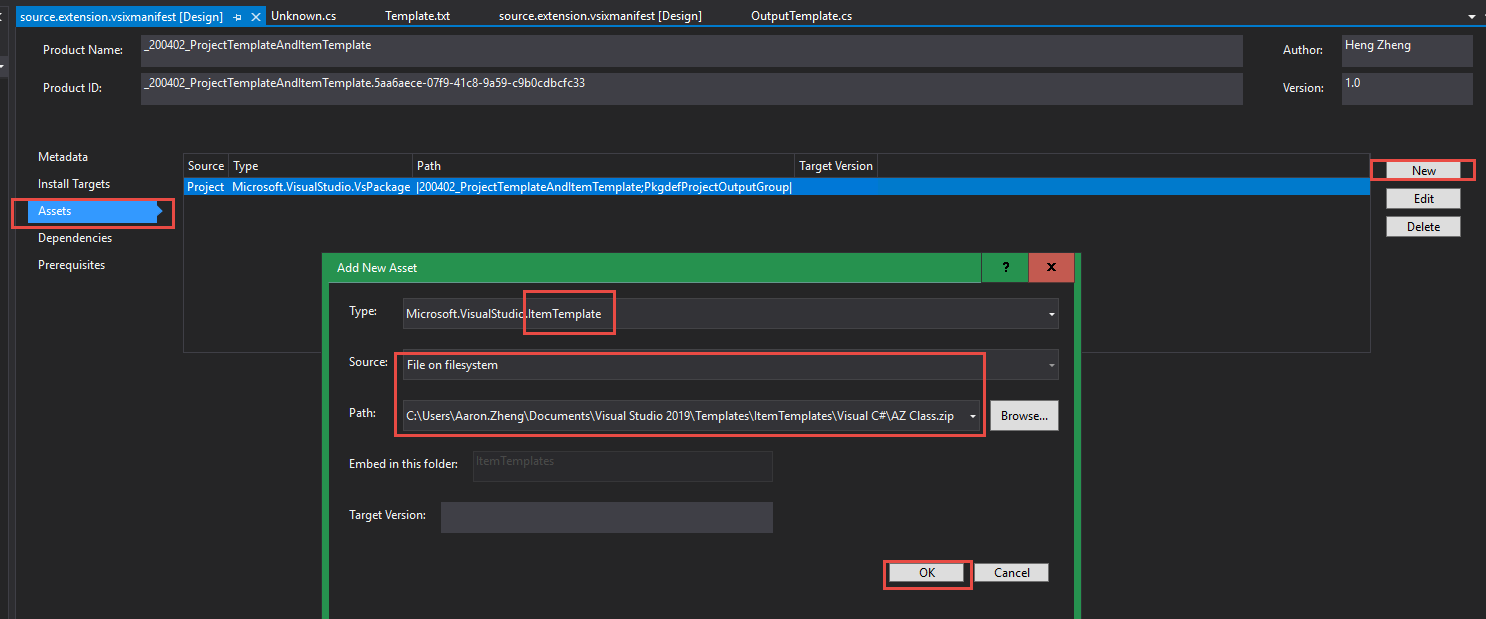 source.extension.vsixmanifest [Design] Unknown.cs Template.txt source.extension.vsixmanifest [Design] OutputTemplate.cs
Product Name: _200402_ProjectTemplateAndItemTemplate Author: Heng Zheng
Product ID: _200402_ProjectTemplateAndItemTemplate.5aa6aece-07f9-41c8-9a59-c9b0cdbcfc33 Version: 1.0
Metadata
Install Targets
Assets
Dependencies
Prerequisites
Source Type Path Target Version
Project Microsoft.VisualStudio.VsPackage |200402_ProjectTemplateAndItemTemplate;PkgdefProjectOutputGroup|
New
Edit
Delete
Add New Asset ? x
Type: Microsoft.VisualStudio.ItemTemplate
Source: File on filesystem
Path: C:\Users\Aaron.Zheng\Documents\Visual Studio 2019\Templates\ItemTemplates\Visual C#\AZ Class.zip Browse...
Embed in this folder: ItemTemplates
Target Version:
OK Cancel